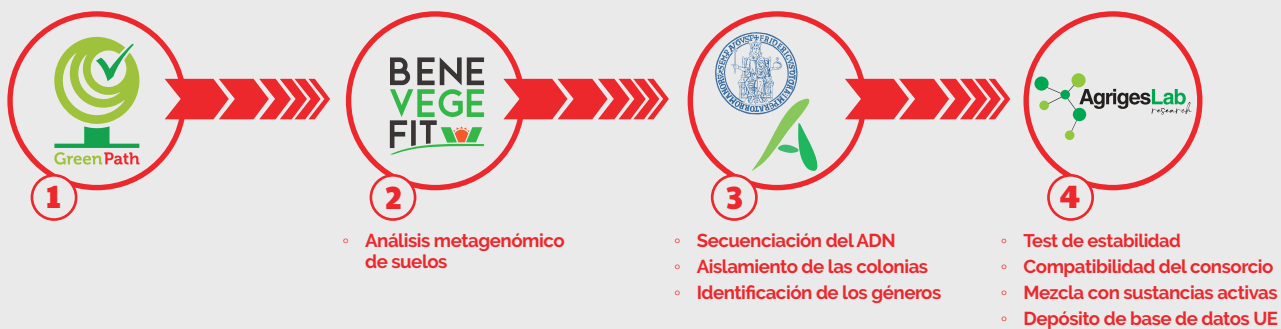 GreenPath
1
BENE
VEGE
FIT
2
◦ Análisis metagenómico
de suelos
3
◦ Secuenciación del ADN
◦ Aislamiento de las colonias
◦ Identificación de los géneros
AgrigesLab
research
4
◦ Test de estabilidad
◦ Compatibilidad del consorcio
◦ Mezcla con sustancias activas
◦ Depósito de base de datos UE